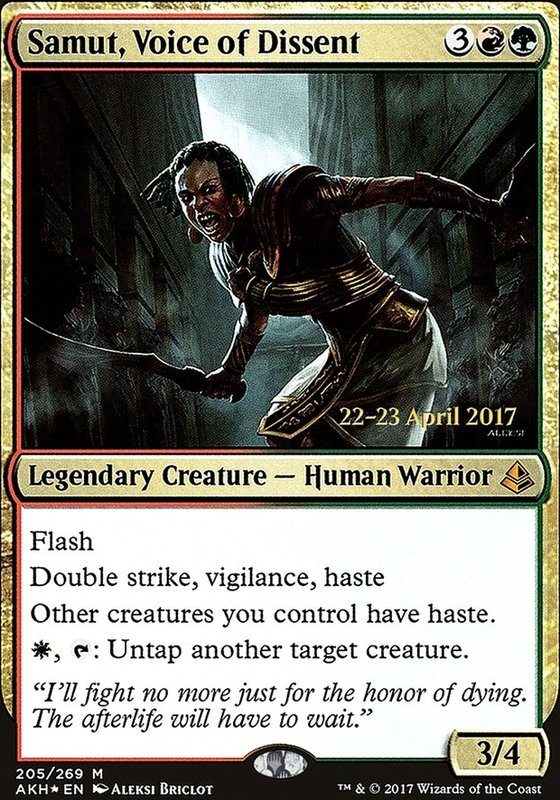 Samut, Voice of Dissent 3
22–23 April 2017
ALEKSI
Legendary Creature — Human Warrior
Flash
Double strike, vigilance, haste
Other creatures you control have haste.
, : Untap another target creature.
“I’ll fight no more just for the honor of dying.
The afterlife will have to wait.”
3/4
205/269 M
AKH★EN Aleksi Briclot
™ & © 2017 Wizards of the Coast